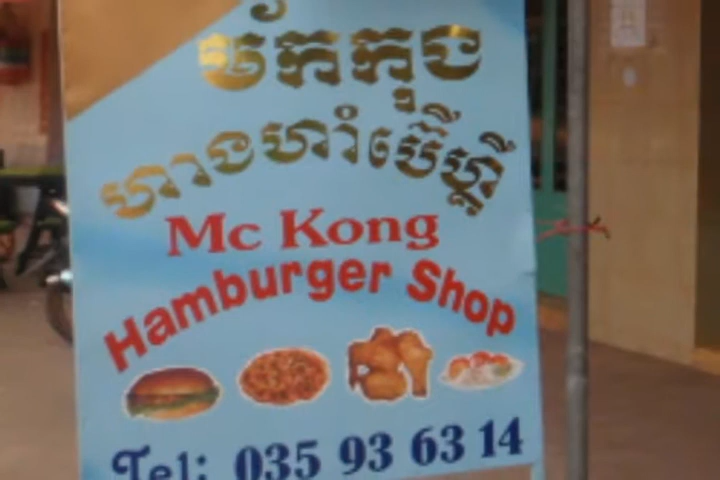 ម៉ាក់កុង
ហាងហាំប៊ើហ្គឺ
Mc Kong
Hamburger Shop
Tel: 035 93 63 14